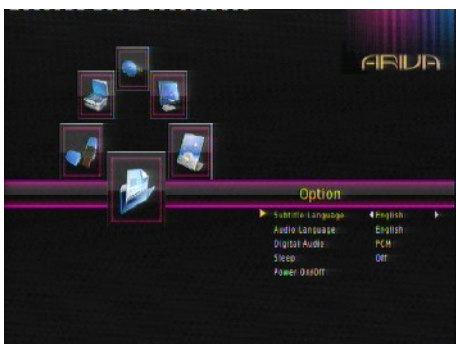 ARIVA
Option
Subtitle Language English
Audio Language English
Digital Audio PCM
Sleep Off
Power On/Off